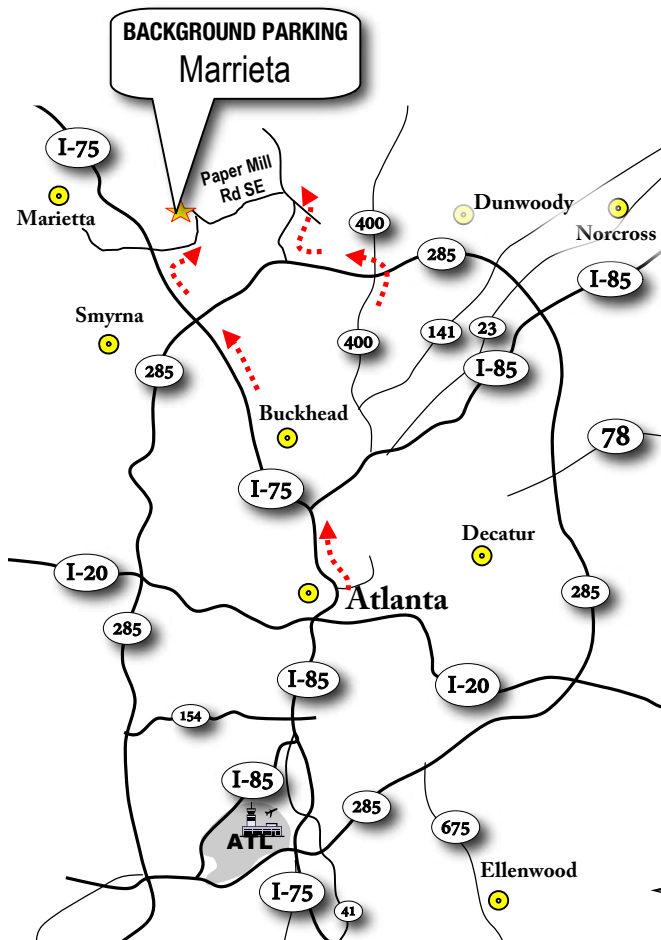 BACKGROUND PARKING
Marrieta
I-75
Paper Mill
Rd SE
Marietta
400
Dunwoody
Norcross
285
I-85
Smyrna
141
23
400
I-85
285
Buckhead
78
I-75
Decatur
I-20
Atlanta
285
285
I-85
I-20
154
I-85
285
675
ATL
Ellenwood
I-75
41